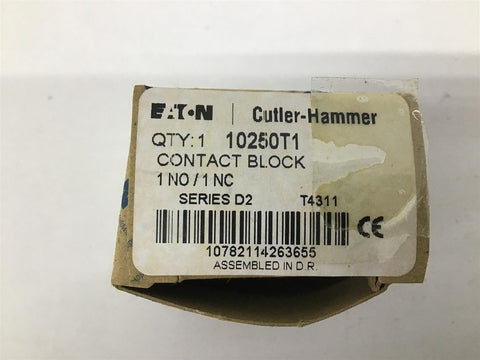 EATON | Cutler-Hammer
QTY: 1 10250T1
CONTACT BLOCK
1 NO / 1 NC
SERIES D2 T4311
CE
10782114263655
ASSEMBLED IN D.R.